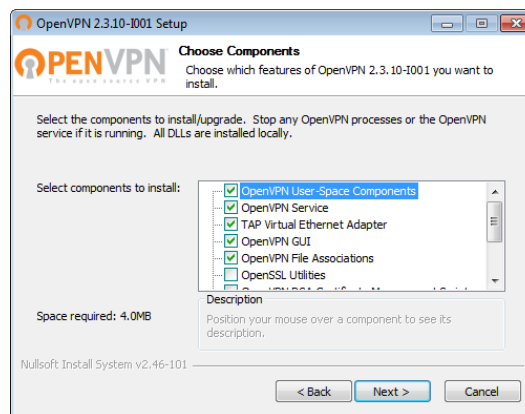 OpenVPN 2.3.10-I001 Setup
OPENVPN
The open source VPN
Choose Components
Choose which features of OpenVPN 2.3.10-I001 you want to
install.
Select the components to install/upgrade. Stop any OpenVPN processes or the OpenVPN
service if it is running. All DLLs are installed locally.
Select components to install:
OpenVPN User-Space Components
OpenVPN Service
TAP Virtual Ethernet Adapter
OpenVPN GUI
OpenVPN File Associations
OpenSSL Utilities
Space required: 4.0MB
Description
Position your mouse over a component to see its
description.
Nullsoft Install System v2.46-101
< Back
Next >
Cancel